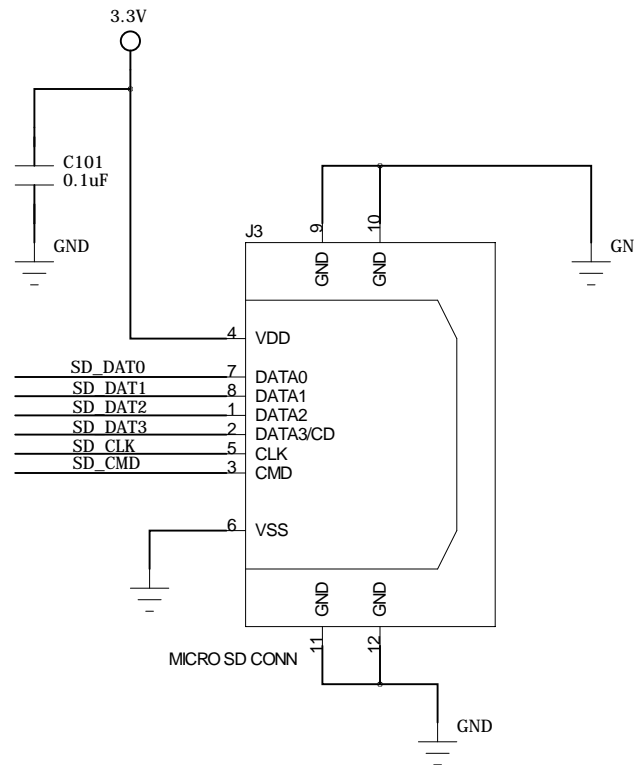 3.3V
C101
0.1uF
GND
9
10
GN
J3
GND
GND
4
VDD
SD_DAT0
7
DATA0
SD_DAT1
8
DATA1
SD_DAT2
1
DATA2
SD_DAT3
2
DATA3/CD
SD_CLK
5
CLK
SD_CMD
3
CMD
6
VSS
GND
GND
11
12
MICRO SD CONN
GND